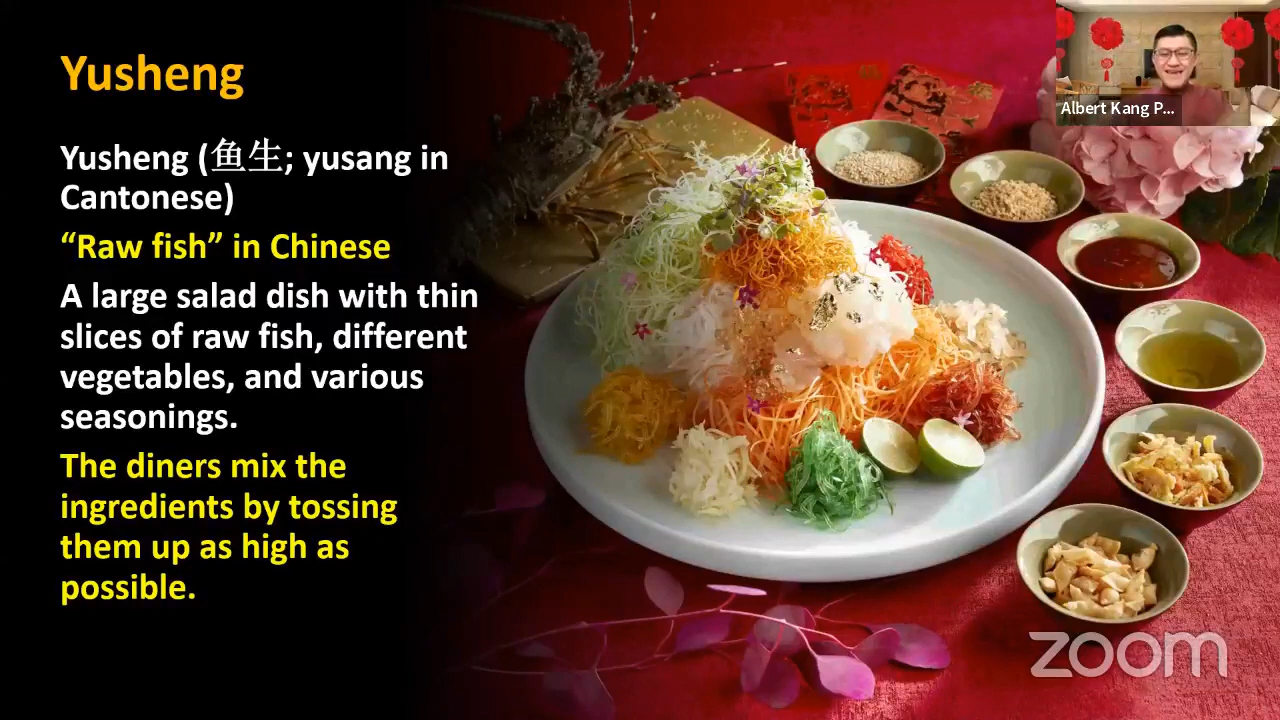 Yusheng
Yusheng (鱼生; yusang in
Cantonese)
“Raw fish” in Chinese
A large salad dish with thin
slices of raw fish, different
vegetables, and various
seasonings.
The diners mix the
ingredients by tossing
them up as high as
possible.
Albert Kang P...
zoom